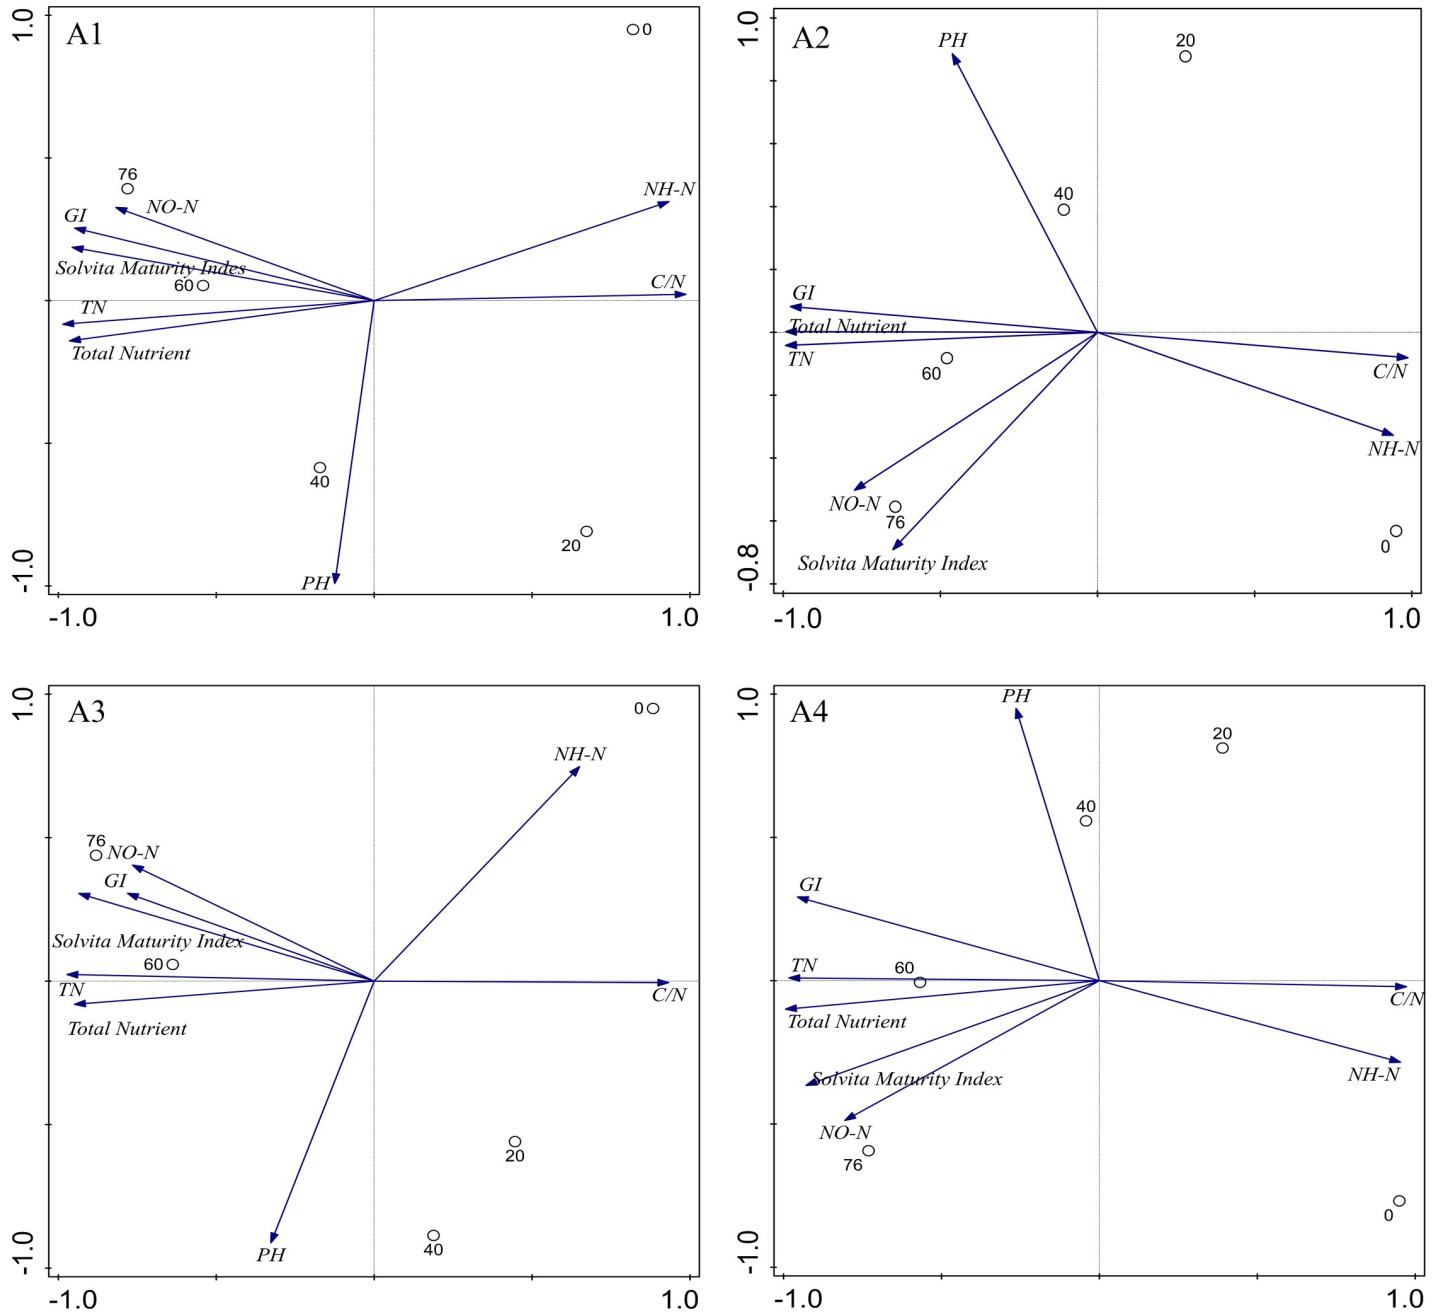 A1
1.0
0
76
NO-N
GI
NH-N
Solvita Maturity Indes
60
C/N
TN
Total Nutrient
40
20
PH
-1.0
-1.0
1.0
A2
1.0
PH
20
40
GI
Total Nutrient
TN
60
C/N
NH-N
NO-N
76
Solvita Maturity Index
0
-0.8
-1.0
1.0
A3
1.0
0
NH-N
76
NO-N
GI
Solvita Maturity Index
60
TN
C/N
Total Nutrient
20
40
PH
-1.0
-1.0
1.0
A4
1.0
PH
20
40
GI
TN
60
C/N
Total Nutrient
NH-N
Solvita Maturity Index
NO-N
76
0
-1.0
-1.0
1.0